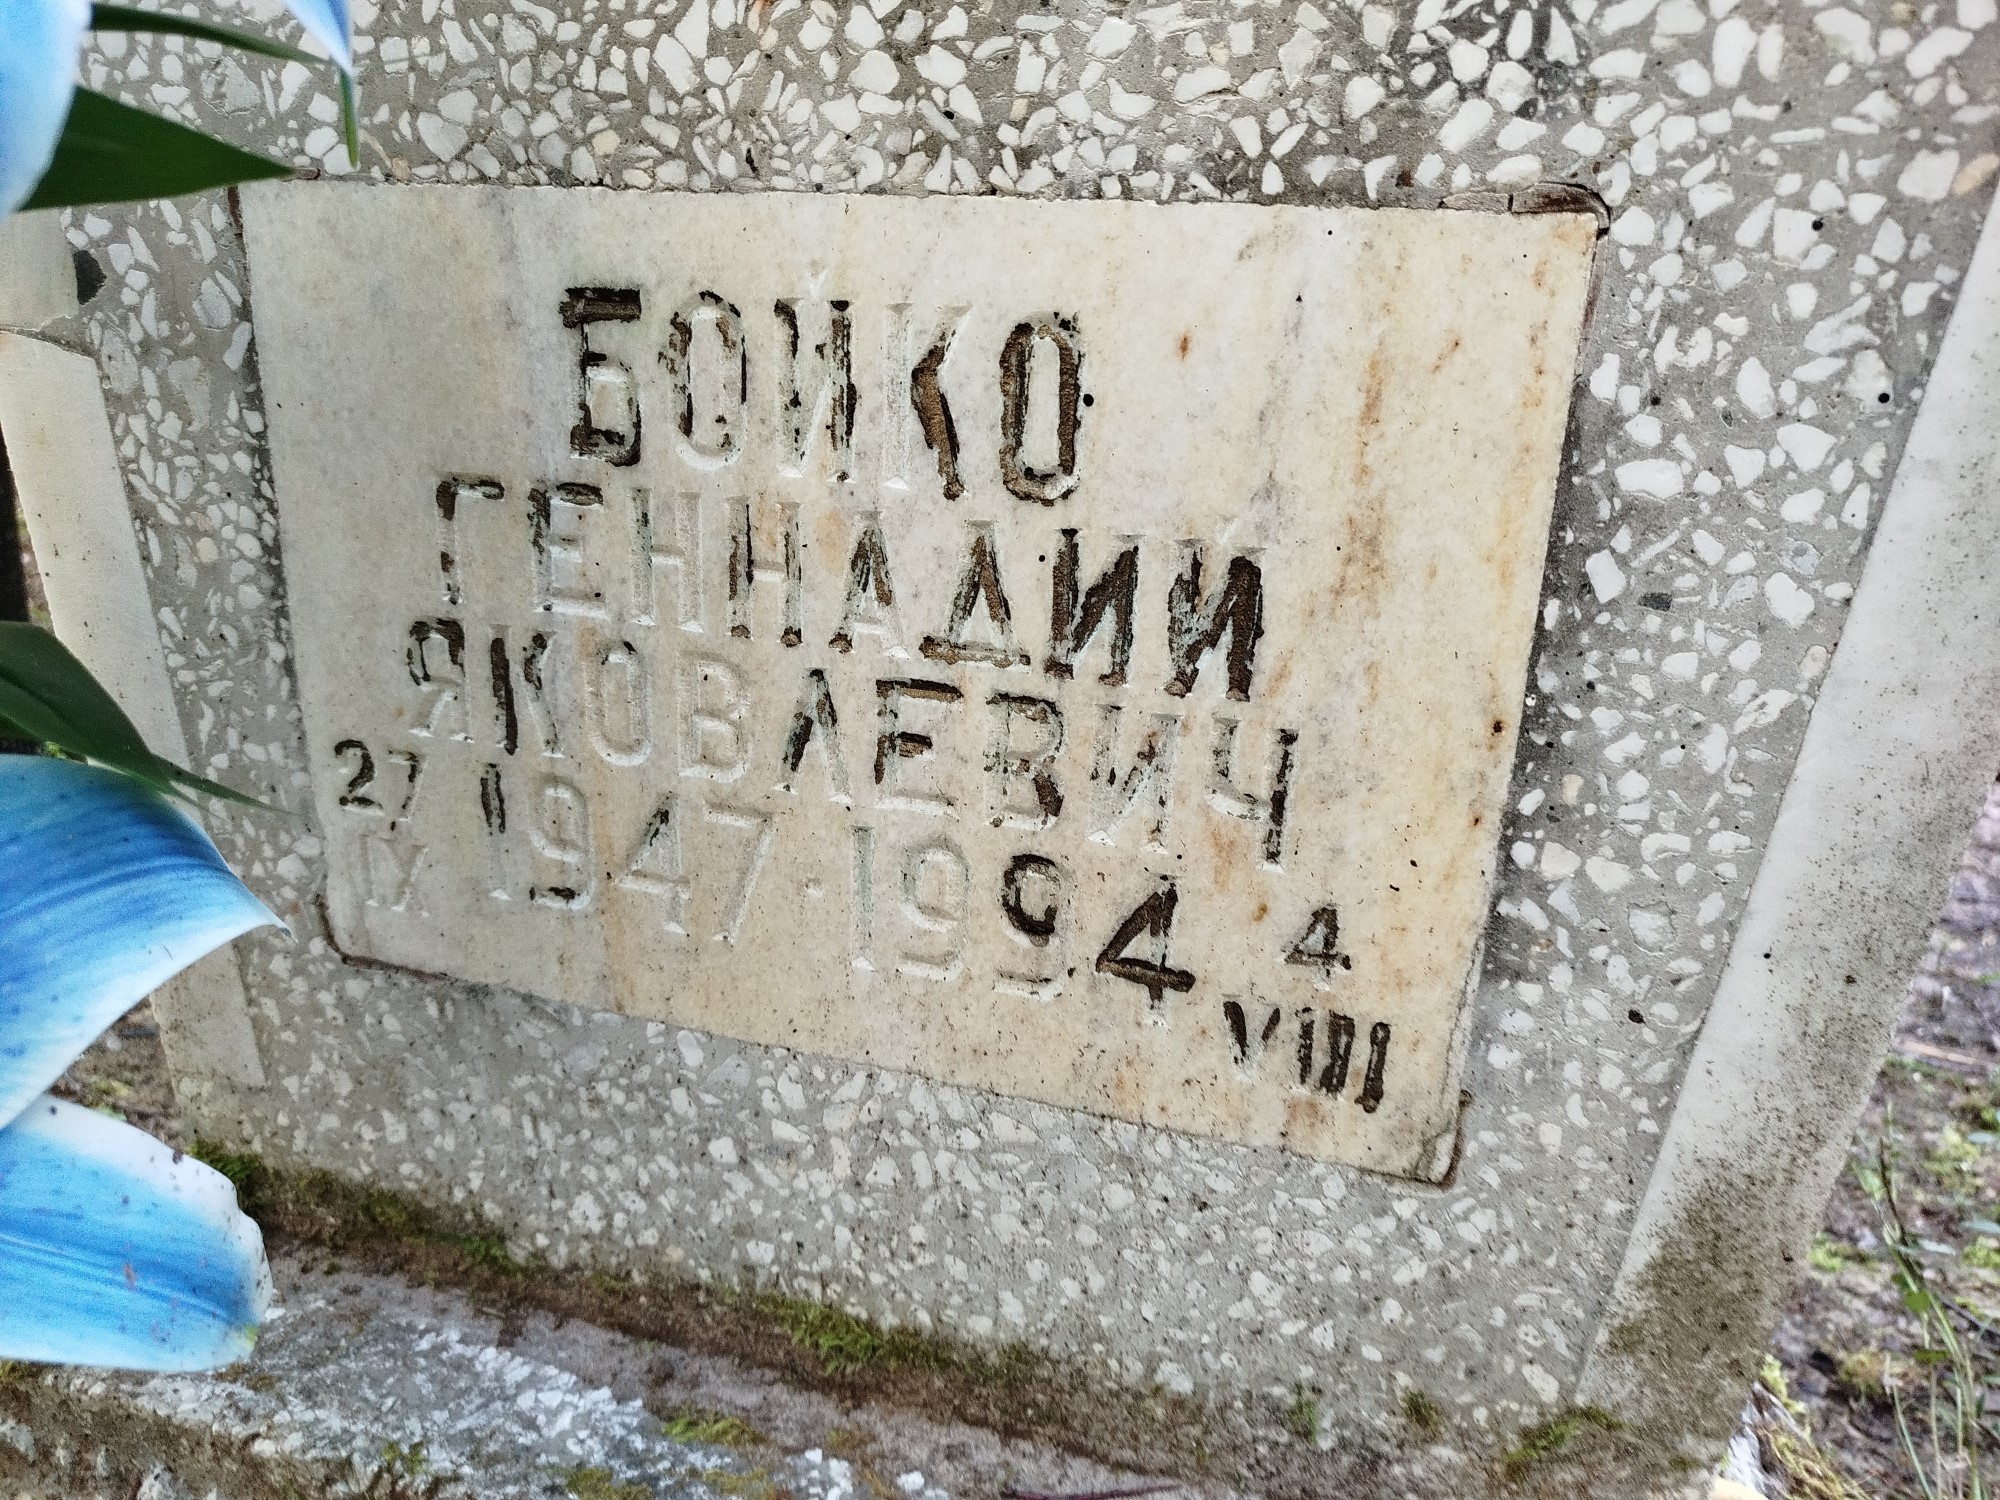 БОЙКО
ГЕННАДИЙ
ЯКОВЛЕВИЧ
27 1947·1994 4
IX VIII